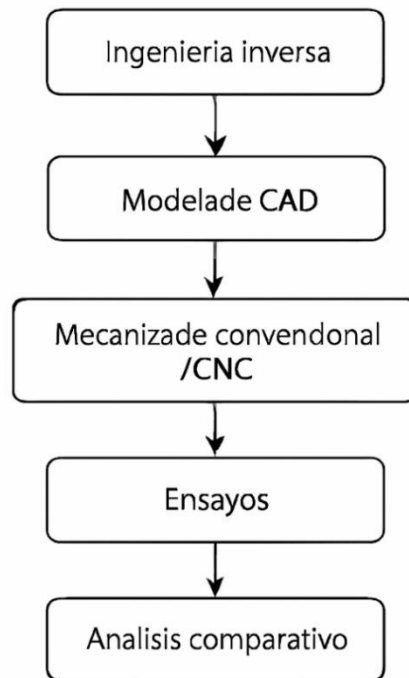 Ingenieria inversa
Modelade CAD
Mecanizade convendonal
/CNC
Ensayos
Analisis comparativo